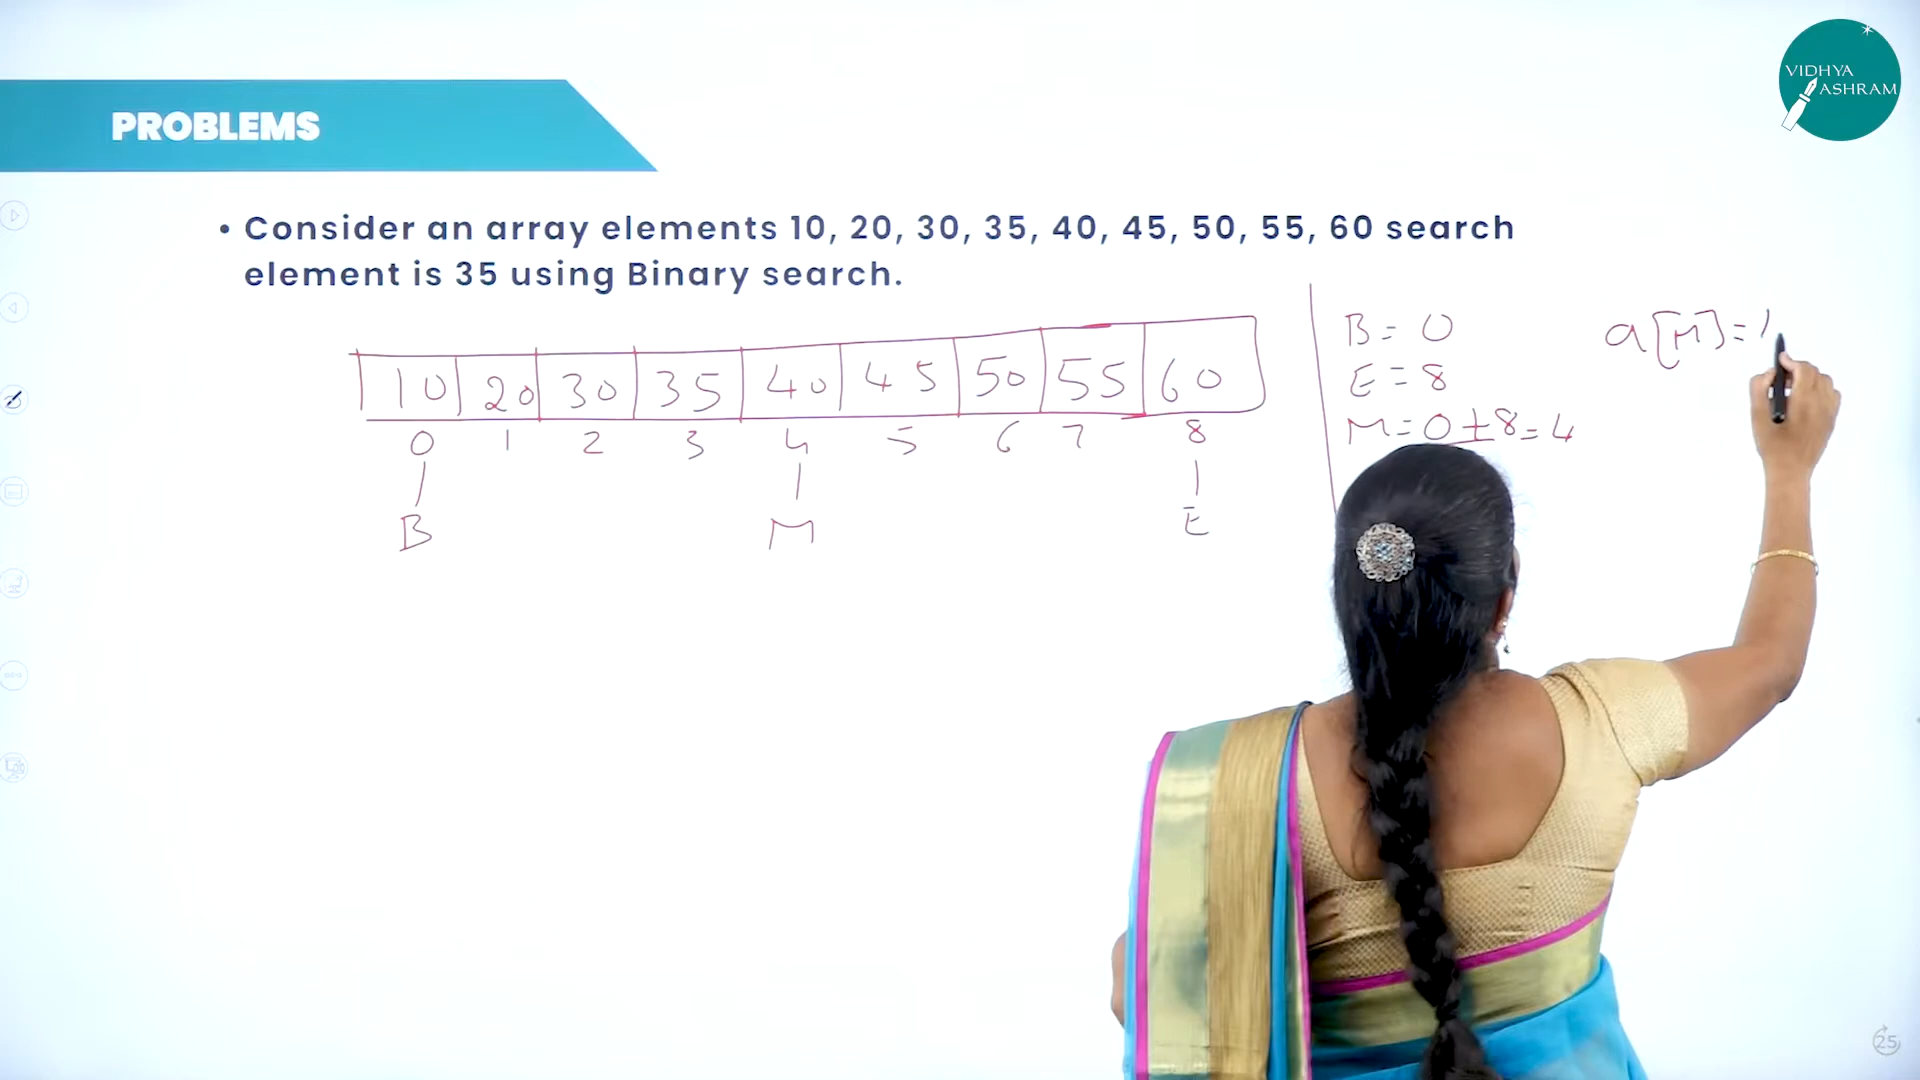 VIDHYA
ASHRAM
PROBLEMS
• Consider an array elements 10, 20, 30, 35, 40, 45, 50, 55, 60 search
element is 35 using Binary search.
10 20 30 35 40 45 50 55 60
0 1 2 3 4 5 6 7 8
B M E
B = 0
E = 8
M = 0 + 8 = 4
a[M] =
25